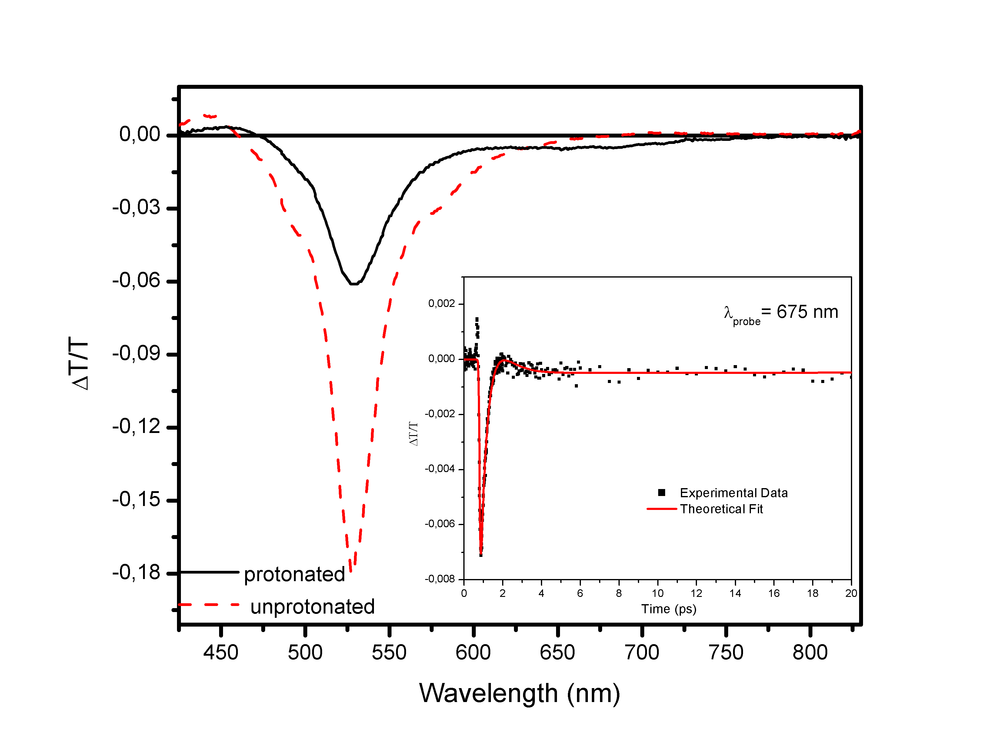 0,00
-0,03
-0,06
-0,09
-0,12
-0,15
-0,18
ΔT/T
protonated
unprotonated
450 500 550 600 650 700 750 800
Wavelength (nm)
0,002
0,000
-0,002
-0,004
-0,006
-0,008
ΔT/T
λprobe= 675 nm
Experimental Data
Theoretical Fit
0 2 4 6 8 10 12 14 16 18 20
Time (ps)